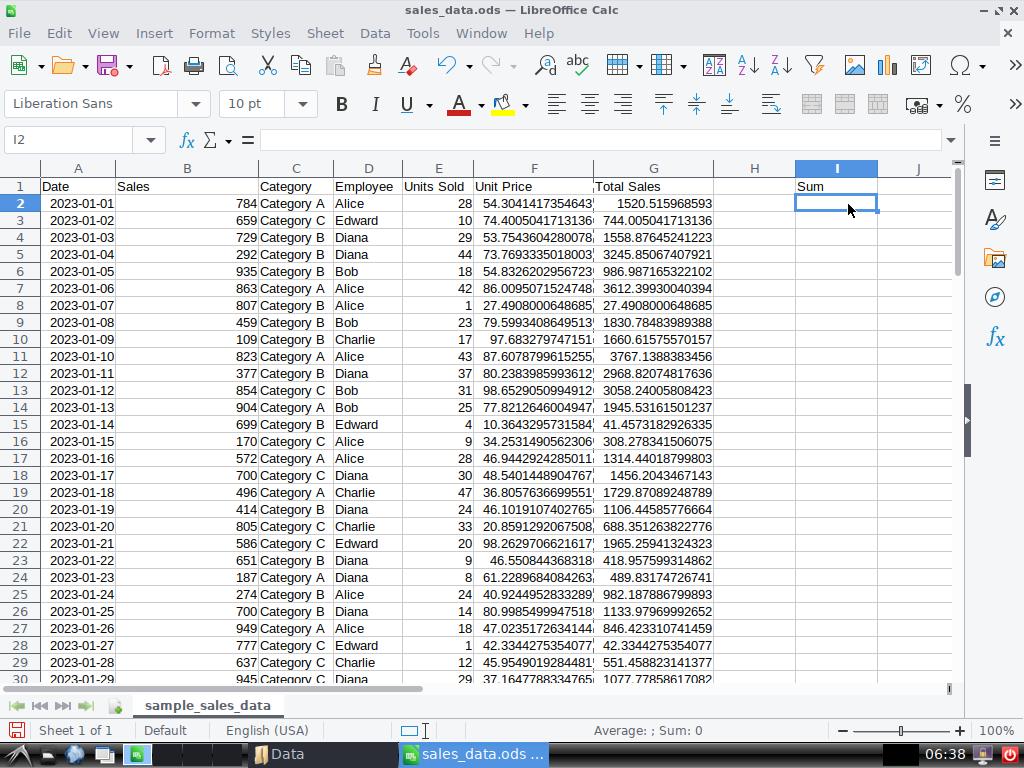 sales_data.ods — LibreOffice Calc
File Edit View Insert Format Styles Sheet Data Tools Window Help
Liberation Sans 10 pt
I2
A B C D E F G H I J
1 Date Sales Category Employee Units Sold Unit Price Total Sales Sum
2 2023-01-01 784 Category A Alice 28 54.3041417354643 1520.515968593
3 2023-01-02 659 Category C Edward 10 74.4005041713136 744.005041713136
4 2023-01-03 729 Category B Diana 29 53.7543604280078 1558.87645241223
5 2023-01-04 292 Category B Diana 44 73.7693335018003 3245.85067407921
6 2023-01-05 935 Category B Bob 18 54.8326202956723 986.987165322102
7 2023-01-06 863 Category A Alice 42 86.0095071524748 3612.39930040394
8 2023-01-07 807 Category B Alice 1 27.4908000648685 27.4908000648685
9 2023-01-08 459 Category B Bob 23 79.5993408649513 1830.78483989388
10 2023-01-09 109 Category B Charlie 17 97.683279747151 1660.61575570157
11 2023-01-10 823 Category A Alice 43 87.6078799615255 3767.1388383456
12 2023-01-11 377 Category B Diana 37 80.2383985993612 2968.82074817636
13 2023-01-12 854 Category C Bob 31 98.6529050994912 3058.24005808423
14 2023-01-13 904 Category A Bob 25 77.8212646004947 1945.53161501237
15 2023-01-14 699 Category B Edward 4 10.3643295731584 41.4573182926335
16 2023-01-15 170 Category C Alice 9 34.2531490562306 308.278341506075
17 2023-01-16 572 Category A Alice 28 46.9442924285011 1314.44018799803
18 2023-01-17 700 Category C Diana 30 48.5401448904767 1456.2043467143
19 2023-01-18 496 Category A Charlie 47 36.8057636699551 1729.87089248789
20 2023-01-19 414 Category B Diana 24 46.1019107402765 1106.44585776664
21 2023-01-20 805 Category C Charlie 33 20.8591292067508 688.351263822776
22 2023-01-21 586 Category C Edward 20 98.2629706621617 1965.25941324323
23 2023-01-22 651 Category B Diana 9 46.550844368318 418.957599314862
24 2023-01-23 187 Category A Diana 8 61.2289684084263 489.83174726741
25 2023-01-24 274 Category B Alice 24 40.9244952833289 982.187886799893
26 2023-01-25 700 Category B Diana 14 80.9985499947518 1133.97969992652
27 2023-01-26 949 Category A Alice 18 47.0235172634144 846.423310741459
28 2023-01-27 777 Category C Edward 1 42.3344275354077 42.3344275354077
29 2023-01-28 637 Category C Charlie 12 45.9549019284481 551.458823141377
30 2023-01-29 945 Category C Diana 29 37.1647788334765 1077.77858617082
sample_sales_data
Sheet 1 of 1 Default English (USA) Average: ; Sum: 0 100%
Data sales_data.ods ... 06:38